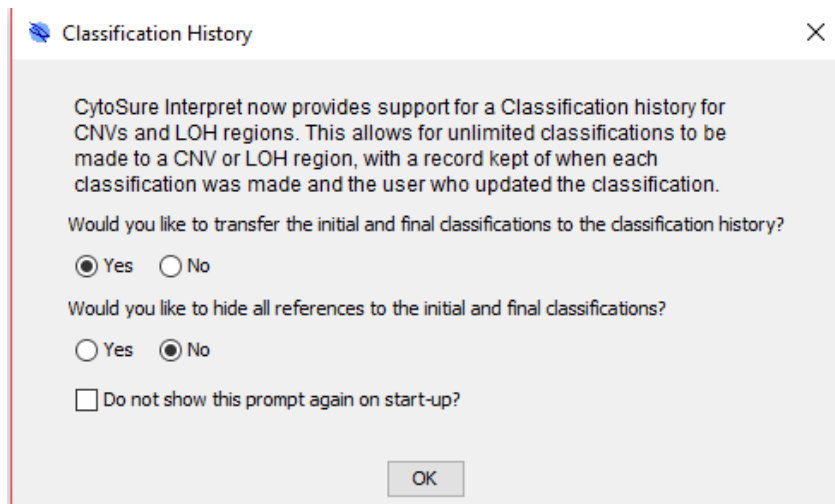 Classification History
CytoSure Interpret now provides support for a Classification history for
CNVs and LOH regions. This allows for unlimited classifications to be
made to a CNV or LOH region, with a record kept of when each
classification was made and the user who updated the classification.
Would you like to transfer the initial and final classifications to the classification history?
Yes No
Would you like to hide all references to the initial and final classifications?
Yes No
Do not show this prompt again on start-up?
OK